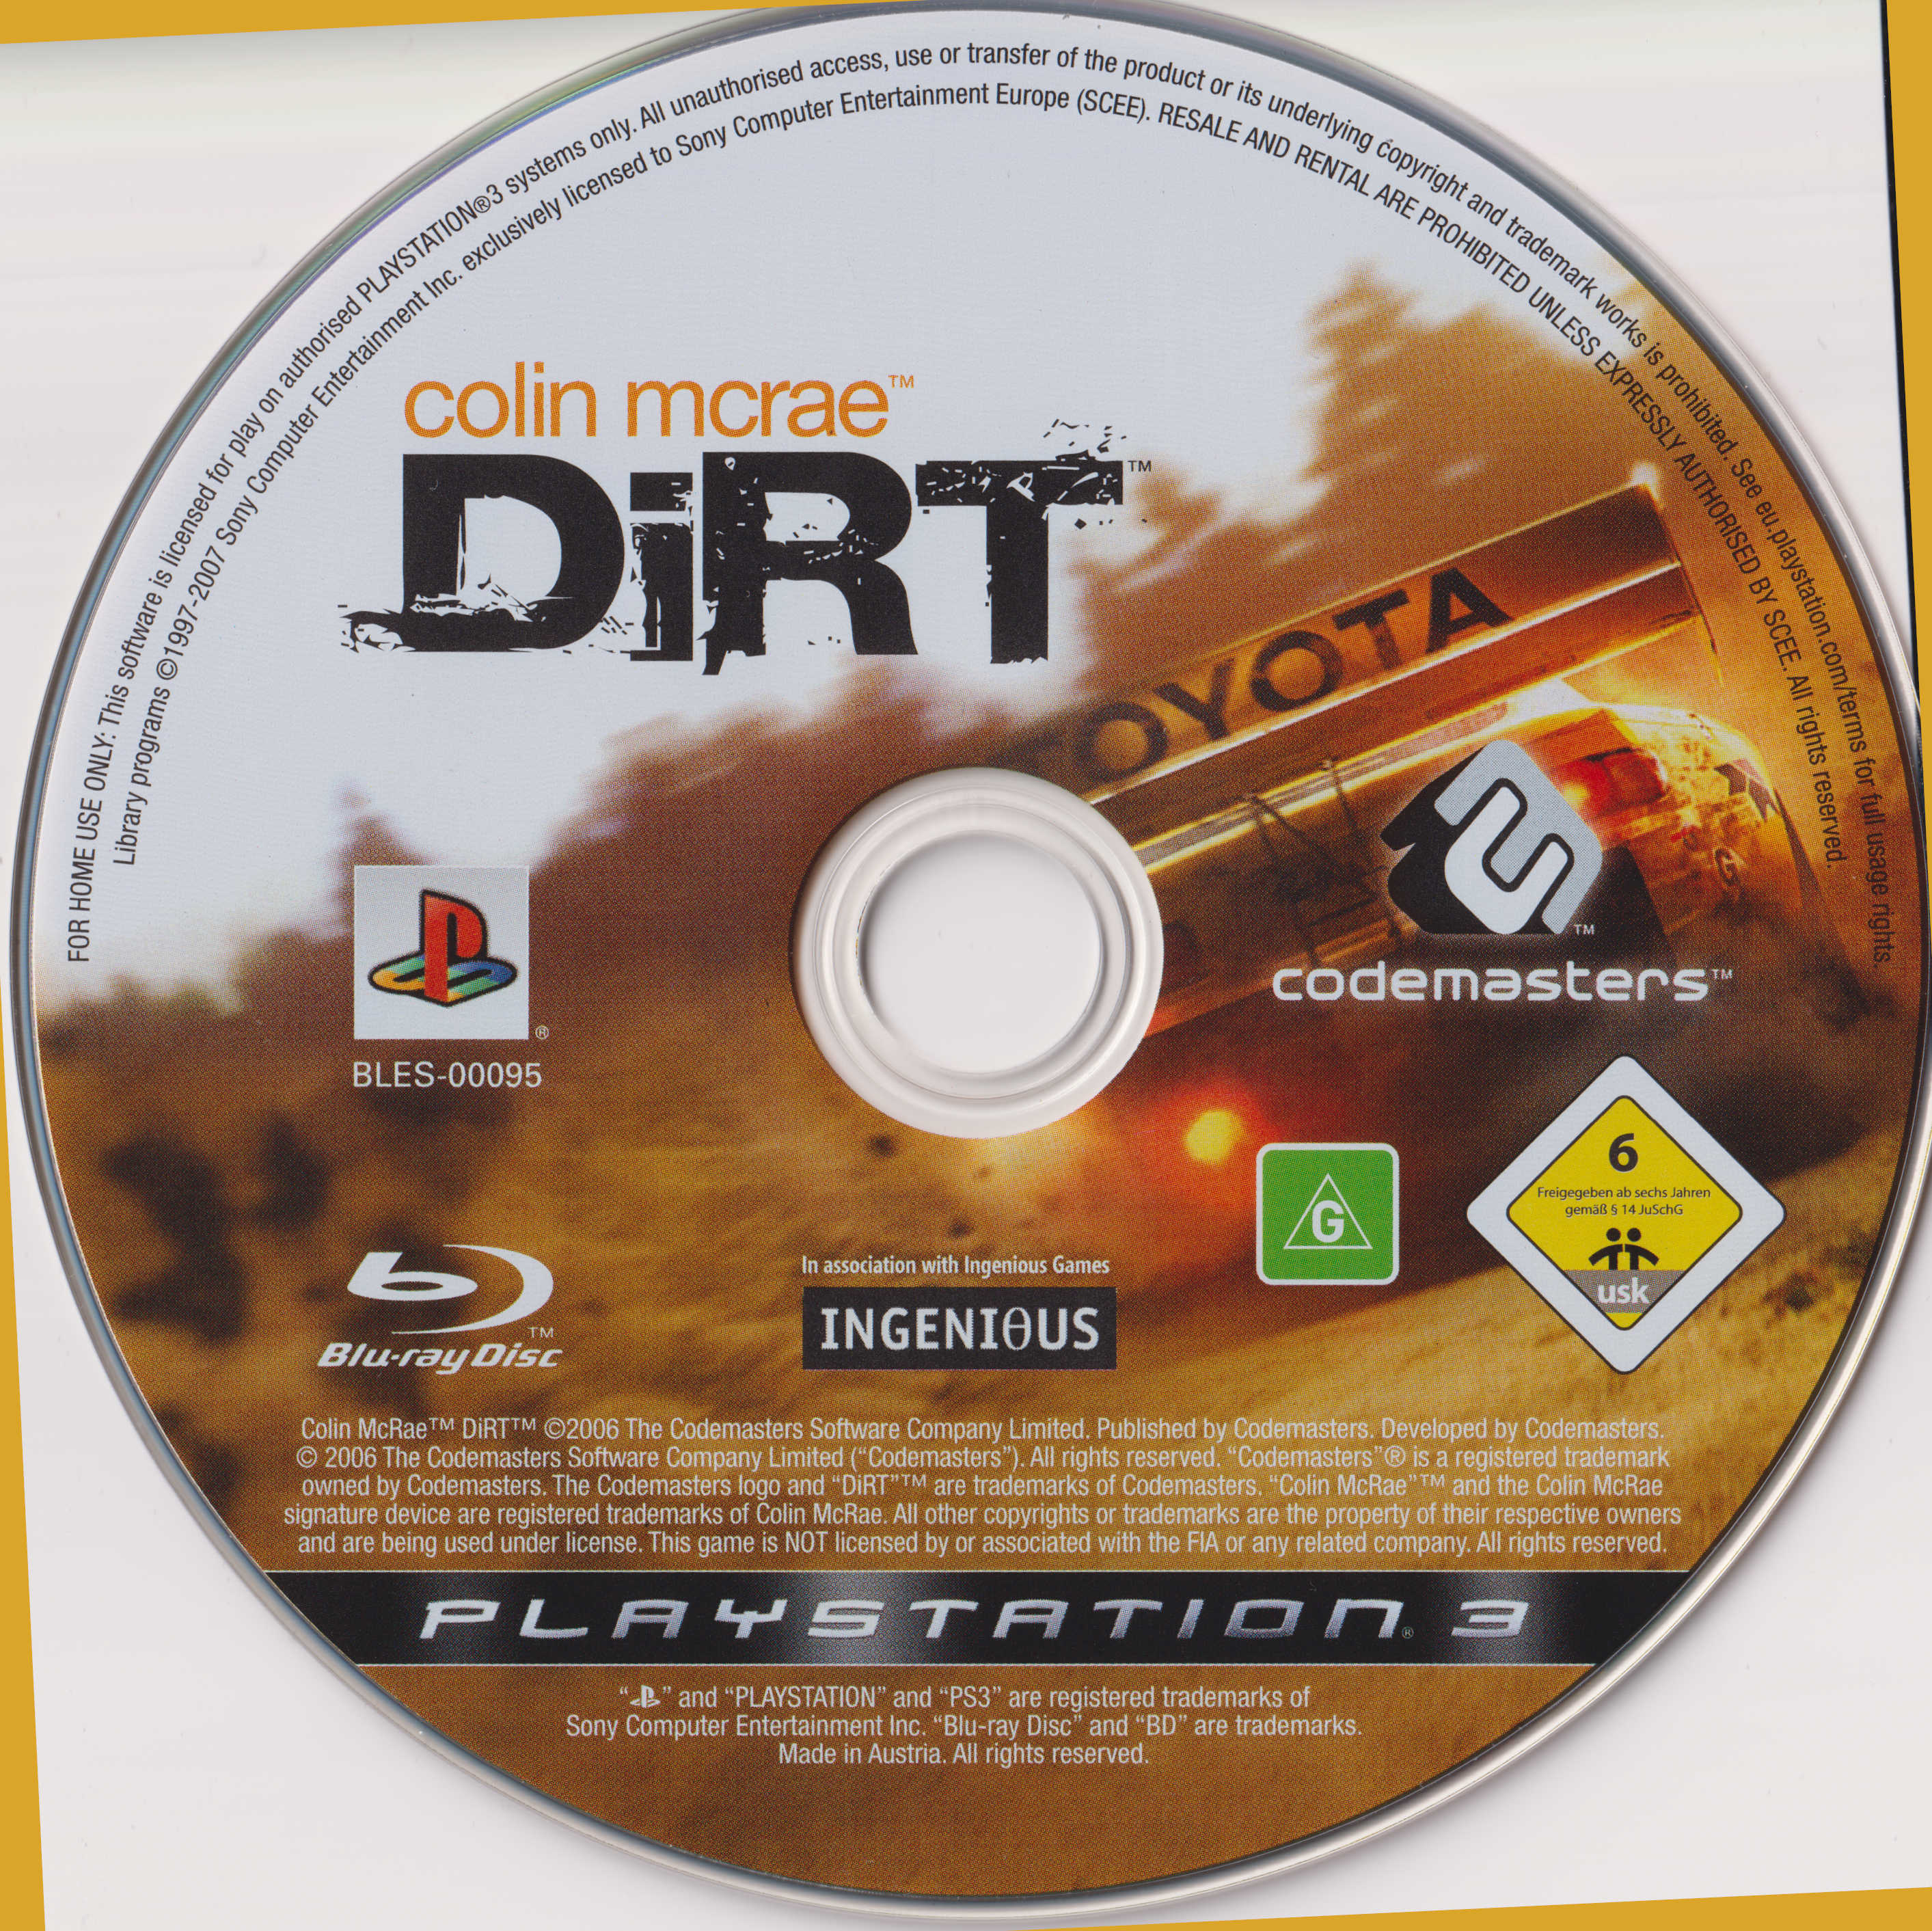 FOR HOME USE ONLY: This software is licensed for play on authorised PLAYSTATION®3 systems only. All unauthorised access, use or transfer of the product or its underlying copyright and trademark works is prohibited. See eu.playstation.com/terms for full usage rights.
Library programs ©1997-2007 Sony Computer Entertainment Inc. exclusively licensed to Sony Computer Entertainment Europe (SCEE). RESALE AND RENTAL ARE PROHIBITED UNLESS EXPRESSLY AUTHORISED BY SCEE. All rights reserved.
colin mcrae™
DiRT™
TOYOTA
codemasters™
®
BLES-00095
6
Freigegeben ab sechs Jahren
gemäß § 14 JuSchG
usk
G
Blu-ray Disc™
In association with Ingenious Games
INGENIθUS
Colin McRae™ DiRT™ ©2006 The Codemasters Software Company Limited. Published by Codemasters. Developed by Codemasters.
© 2006 The Codemasters Software Company Limited (“Codemasters”). All rights reserved. “Codemasters”® is a registered trademark
owned by Codemasters. The Codemasters logo and “DiRT”™ are trademarks of Codemasters. “Colin McRae”™ and the Colin McRae
signature device are registered trademarks of Colin McRae. All other copyrights or trademarks are the property of their respective owners
and are being used under license. This game is NOT licensed by or associated with the FIA or any related company. All rights reserved.
PLAYSTATION®3
“PS” and “PLAYSTATION” and “PS3” are registered trademarks of
Sony Computer Entertainment Inc. “Blu-ray Disc” and “BD” are trademarks.
Made in Austria. All rights reserved.